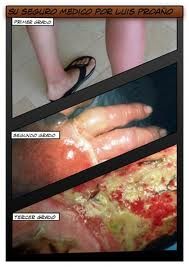 SU SEGURO MEDICO POR LUIS PROAÑO
PRIMER GRADO
SEGUNDO GRADO
TERCER GRADO